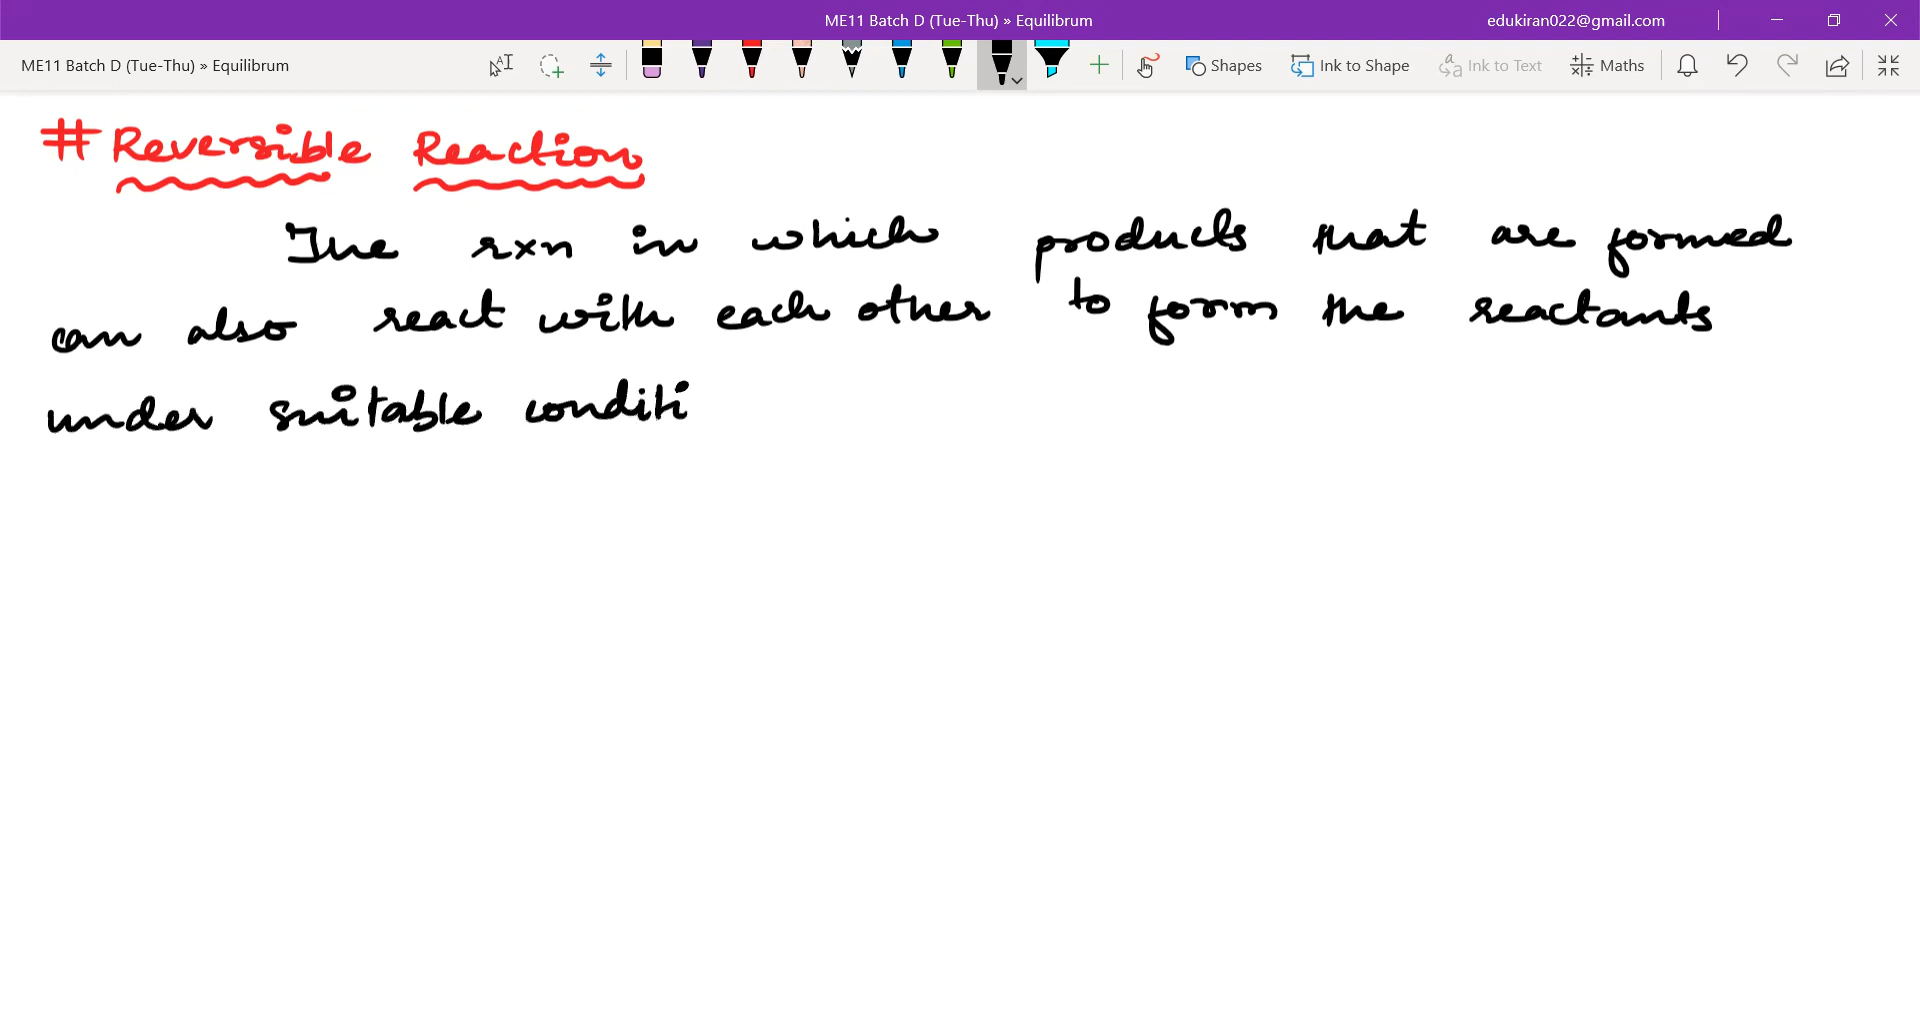 ME11 Batch D (Tue-Thu) » Equilibrum
edukiran022@gmail.com
ME11 Batch D (Tue-Thu) » Equilibrum
Shapes
Ink to Shape
Ink to Text
Maths
# Reversible Reaction
The rxn in which products that are formed
can also react with each other to form the reactants
under suitable conditi